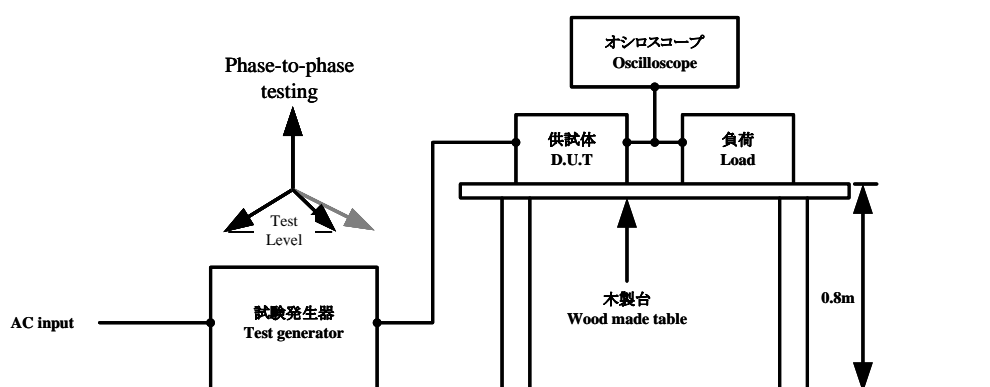 オシロスコープ
Oscilloscope
Phase-to-phase
testing
供試体
D.U.T
負荷
Load
Test
Level
試験発生器
Test generator
AC input
木製台
Wood made table
0.8m